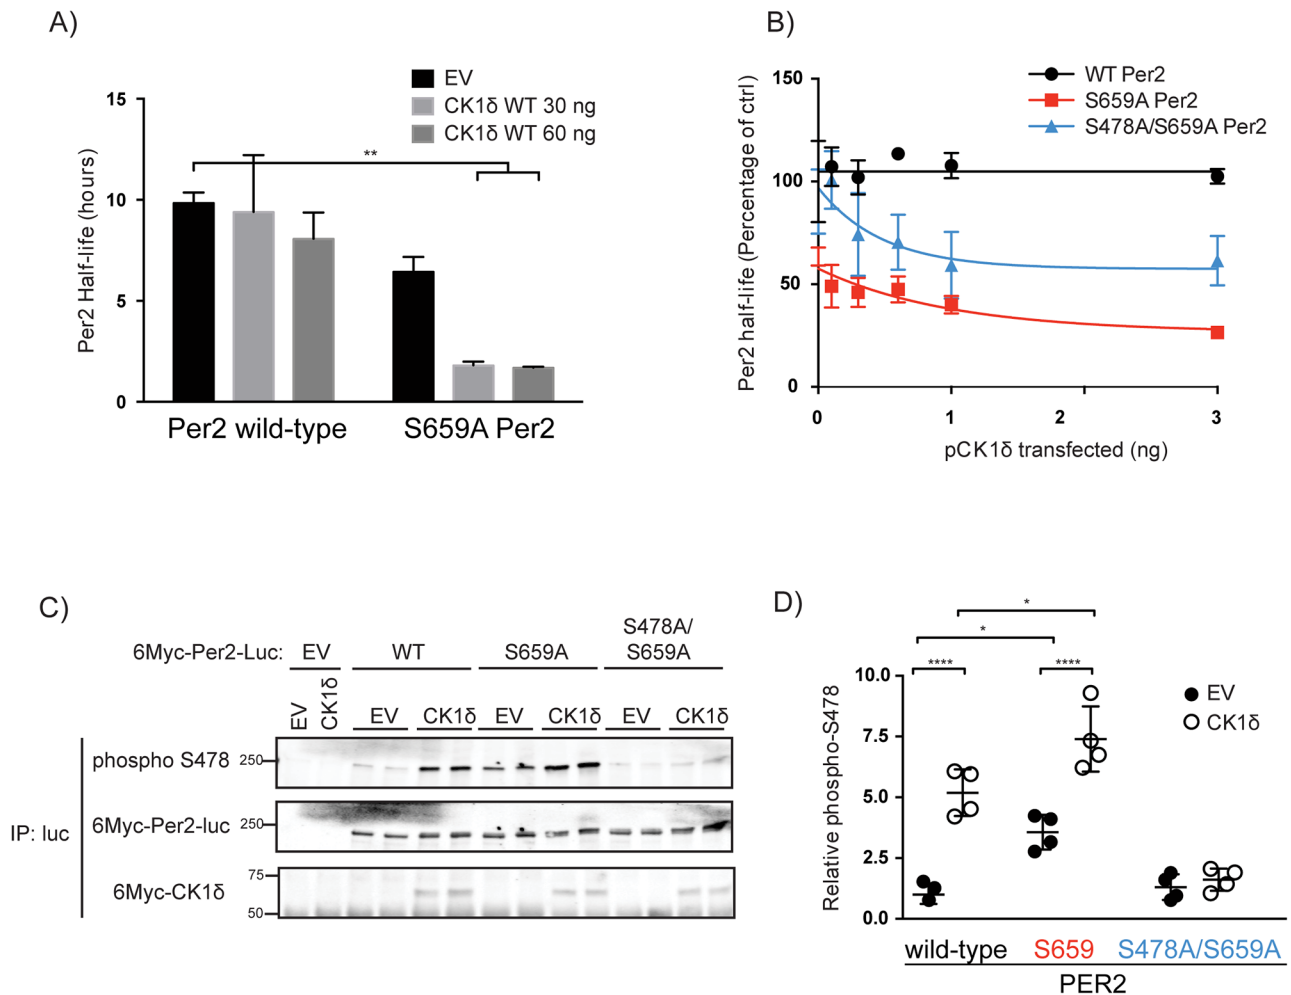 A)
EV
CK1δ WT 30 ng
CK1δ WT 60 ng
**
Per2 Half-life (hours)
15
10
5
0
Per2 wild-type
S659A Per2
B)
WT Per2
S659A Per2
S478A/S659A Per2
Per2 half-life (Percentage of ctrl)
150
100
50
0
0
1
2
3
pCK1δ transfected (ng)
C)
6Myc-Per2-Luc:
EV
WT
S659A
S478A/
S659A
EV
CK1δ
EV
CK1δ
EV
CK1δ
EV
CK1δ
IP: luc
phospho S478
250
6Myc-Per2-luc
250
6Myc-CK1δ
75
50
D)
*
*
****
****
EV
CK1δ
Relative phospho-S478
10.0
7.5
5.0
2.5
0.0
wild-type
S659
S478A/S659A
PER2